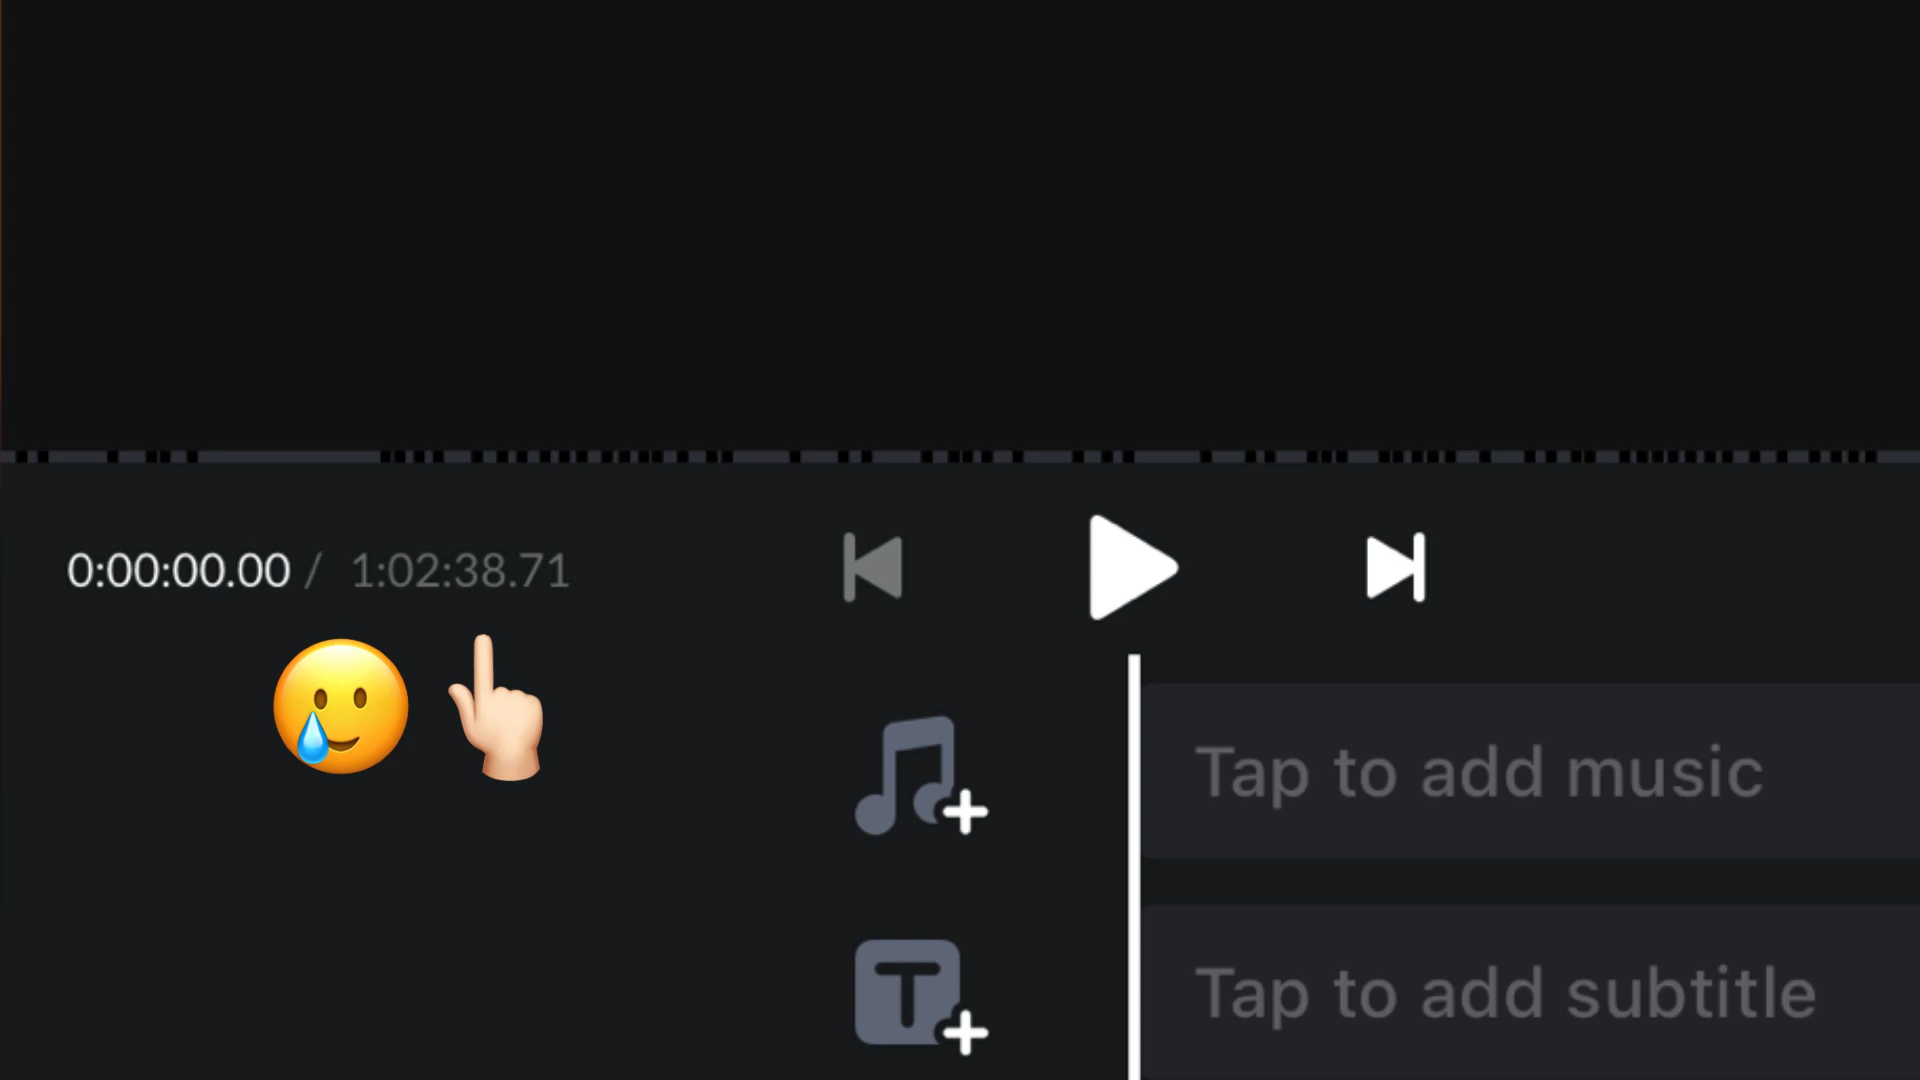 0:00:00.00 / 1:02:38.71
Tap to add music
T
Tap to add subtitle